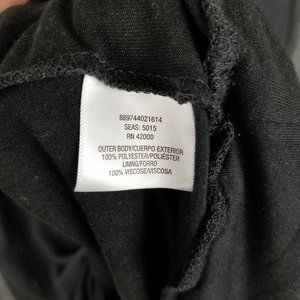 889744021614
SEAS: 5015
RN 42000
OUTER BODY/CUERPO EXTERIOR
100% POLYESTER/POLIÉSTER
LINING/FORRO
100% VISCOSE/VISCOSA